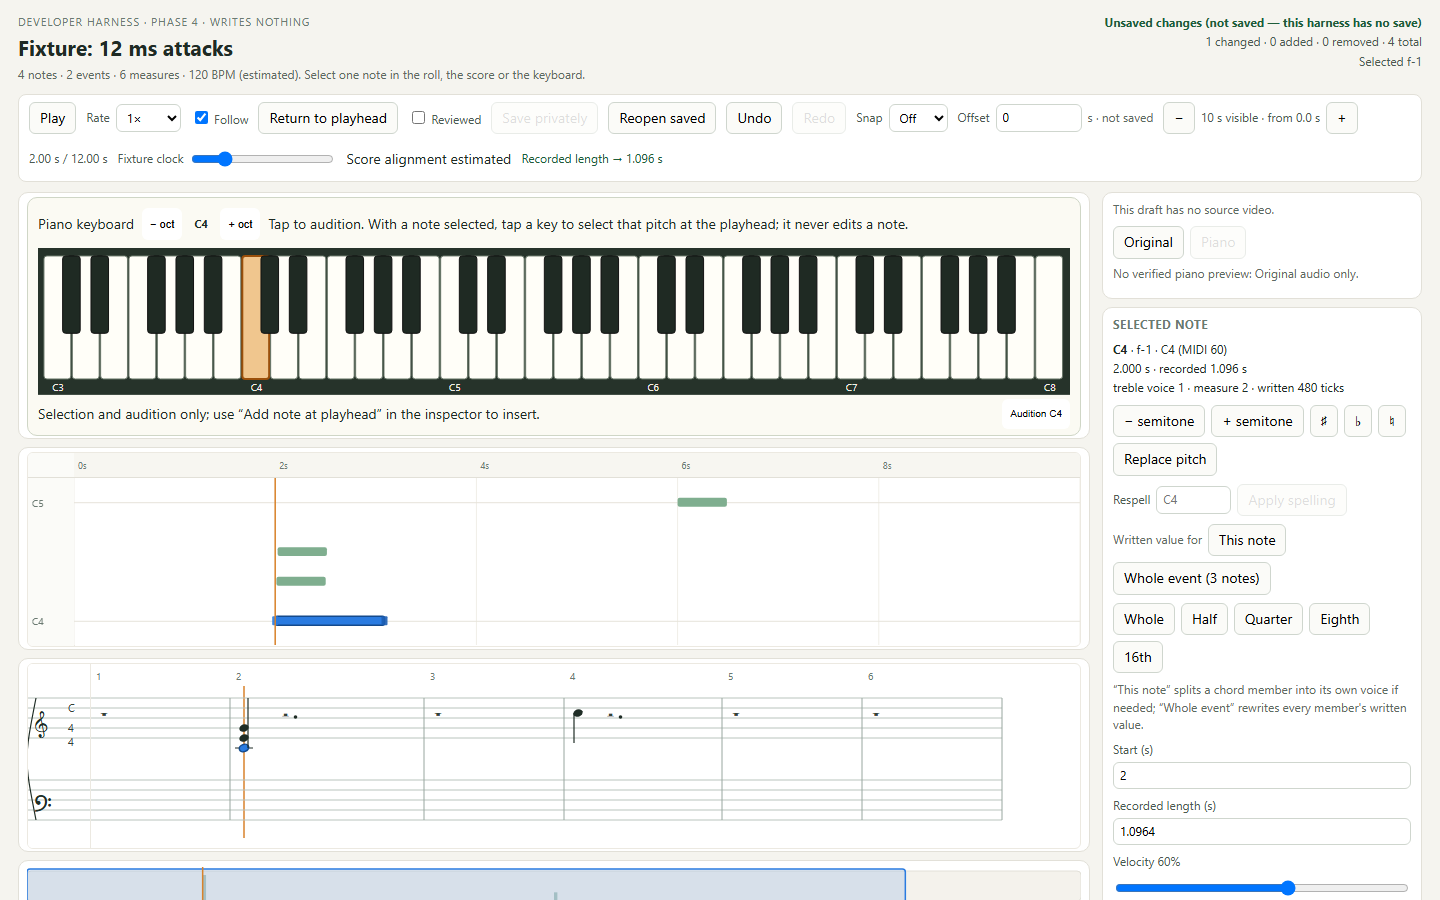 DEVELOPER HARNESS · PHASE 4 · WRITES NOTHING
Fixture: 12 ms attacks
4 notes · 2 events · 6 measures · 120 BPM (estimated). Select one note in the roll, the score or the keyboard.
Unsaved changes (not saved — this harness has no save)
1 changed · 0 added · 0 removed · 4 total
Selected f-1
Play Rate 1× Follow Return to playhead Reviewed Save privately Reopen saved Undo Redo Snap Off Offset 0 s · not saved − 10 s visible · from 0.0 s +
2.00 s / 12.00 s Fixture clock Score alignment estimated Recorded length → 1.096 s
Piano keyboard − oct C4 + oct Tap to audition. With a note selected, tap a key to select that pitch at the playhead; it never edits a note.
C3 C4 C5 C6 C7 C8
Selection and audition only; use “Add note at playhead” in the inspector to insert. Audition C4
0s 2s 4s 6s 8s
C5
C4
1 2 3 4 5 6
C
4
4
This draft has no source video.
Original Piano
No verified piano preview: Original audio only.
SELECTED NOTE
C4 · f-1 · C4 (MIDI 60)
2.000 s · recorded 1.096 s
treble voice 1 · measure 2 · written 480 ticks
− semitone + semitone ♯ ♭ ♮
Replace pitch
Respell C4 Apply spelling
Written value for This note
Whole event (3 notes)
Whole Half Quarter Eighth
16th
“This note” splits a chord member into its own voice if
needed; “Whole event” rewrites every member's written
value.
Start (s)
2
Recorded length (s)
1.0964
Velocity 60%